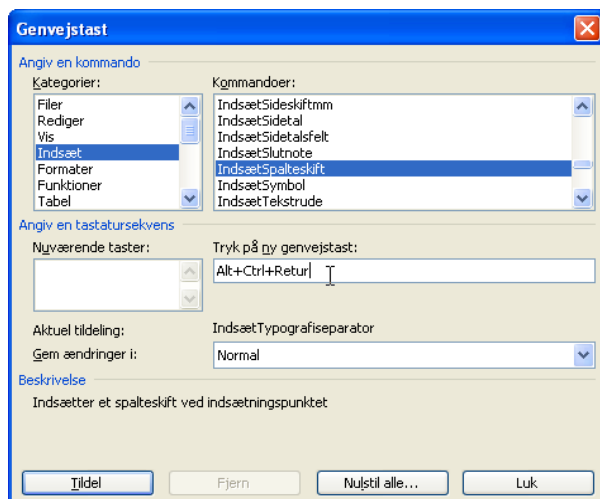 Genvejstast
Angiv en kommando
Kategorier:
Kommandoer:
Filer
Rediger
Vis
Indsæt
Formater
Funktioner
Tabel
IndsætSideskiftmm
IndsætSidetal
IndsætSidetalsfelt
IndsætSlutnote
IndsætSpalteskift
IndsætSymbol
IndsætTekstrude
Angiv en tastatursekvens
Nuværende taster:
Tryk på ny genvejstast:
Alt+Ctrl+Retur
Aktuel tildeling:
IndsætTypografiseparator
Gem ændringer i:
Normal
Beskrivelse
Indsætter et spalteskift ved indsætningspunktet
Tildel
Fjern
Nulstil alle...
Luk